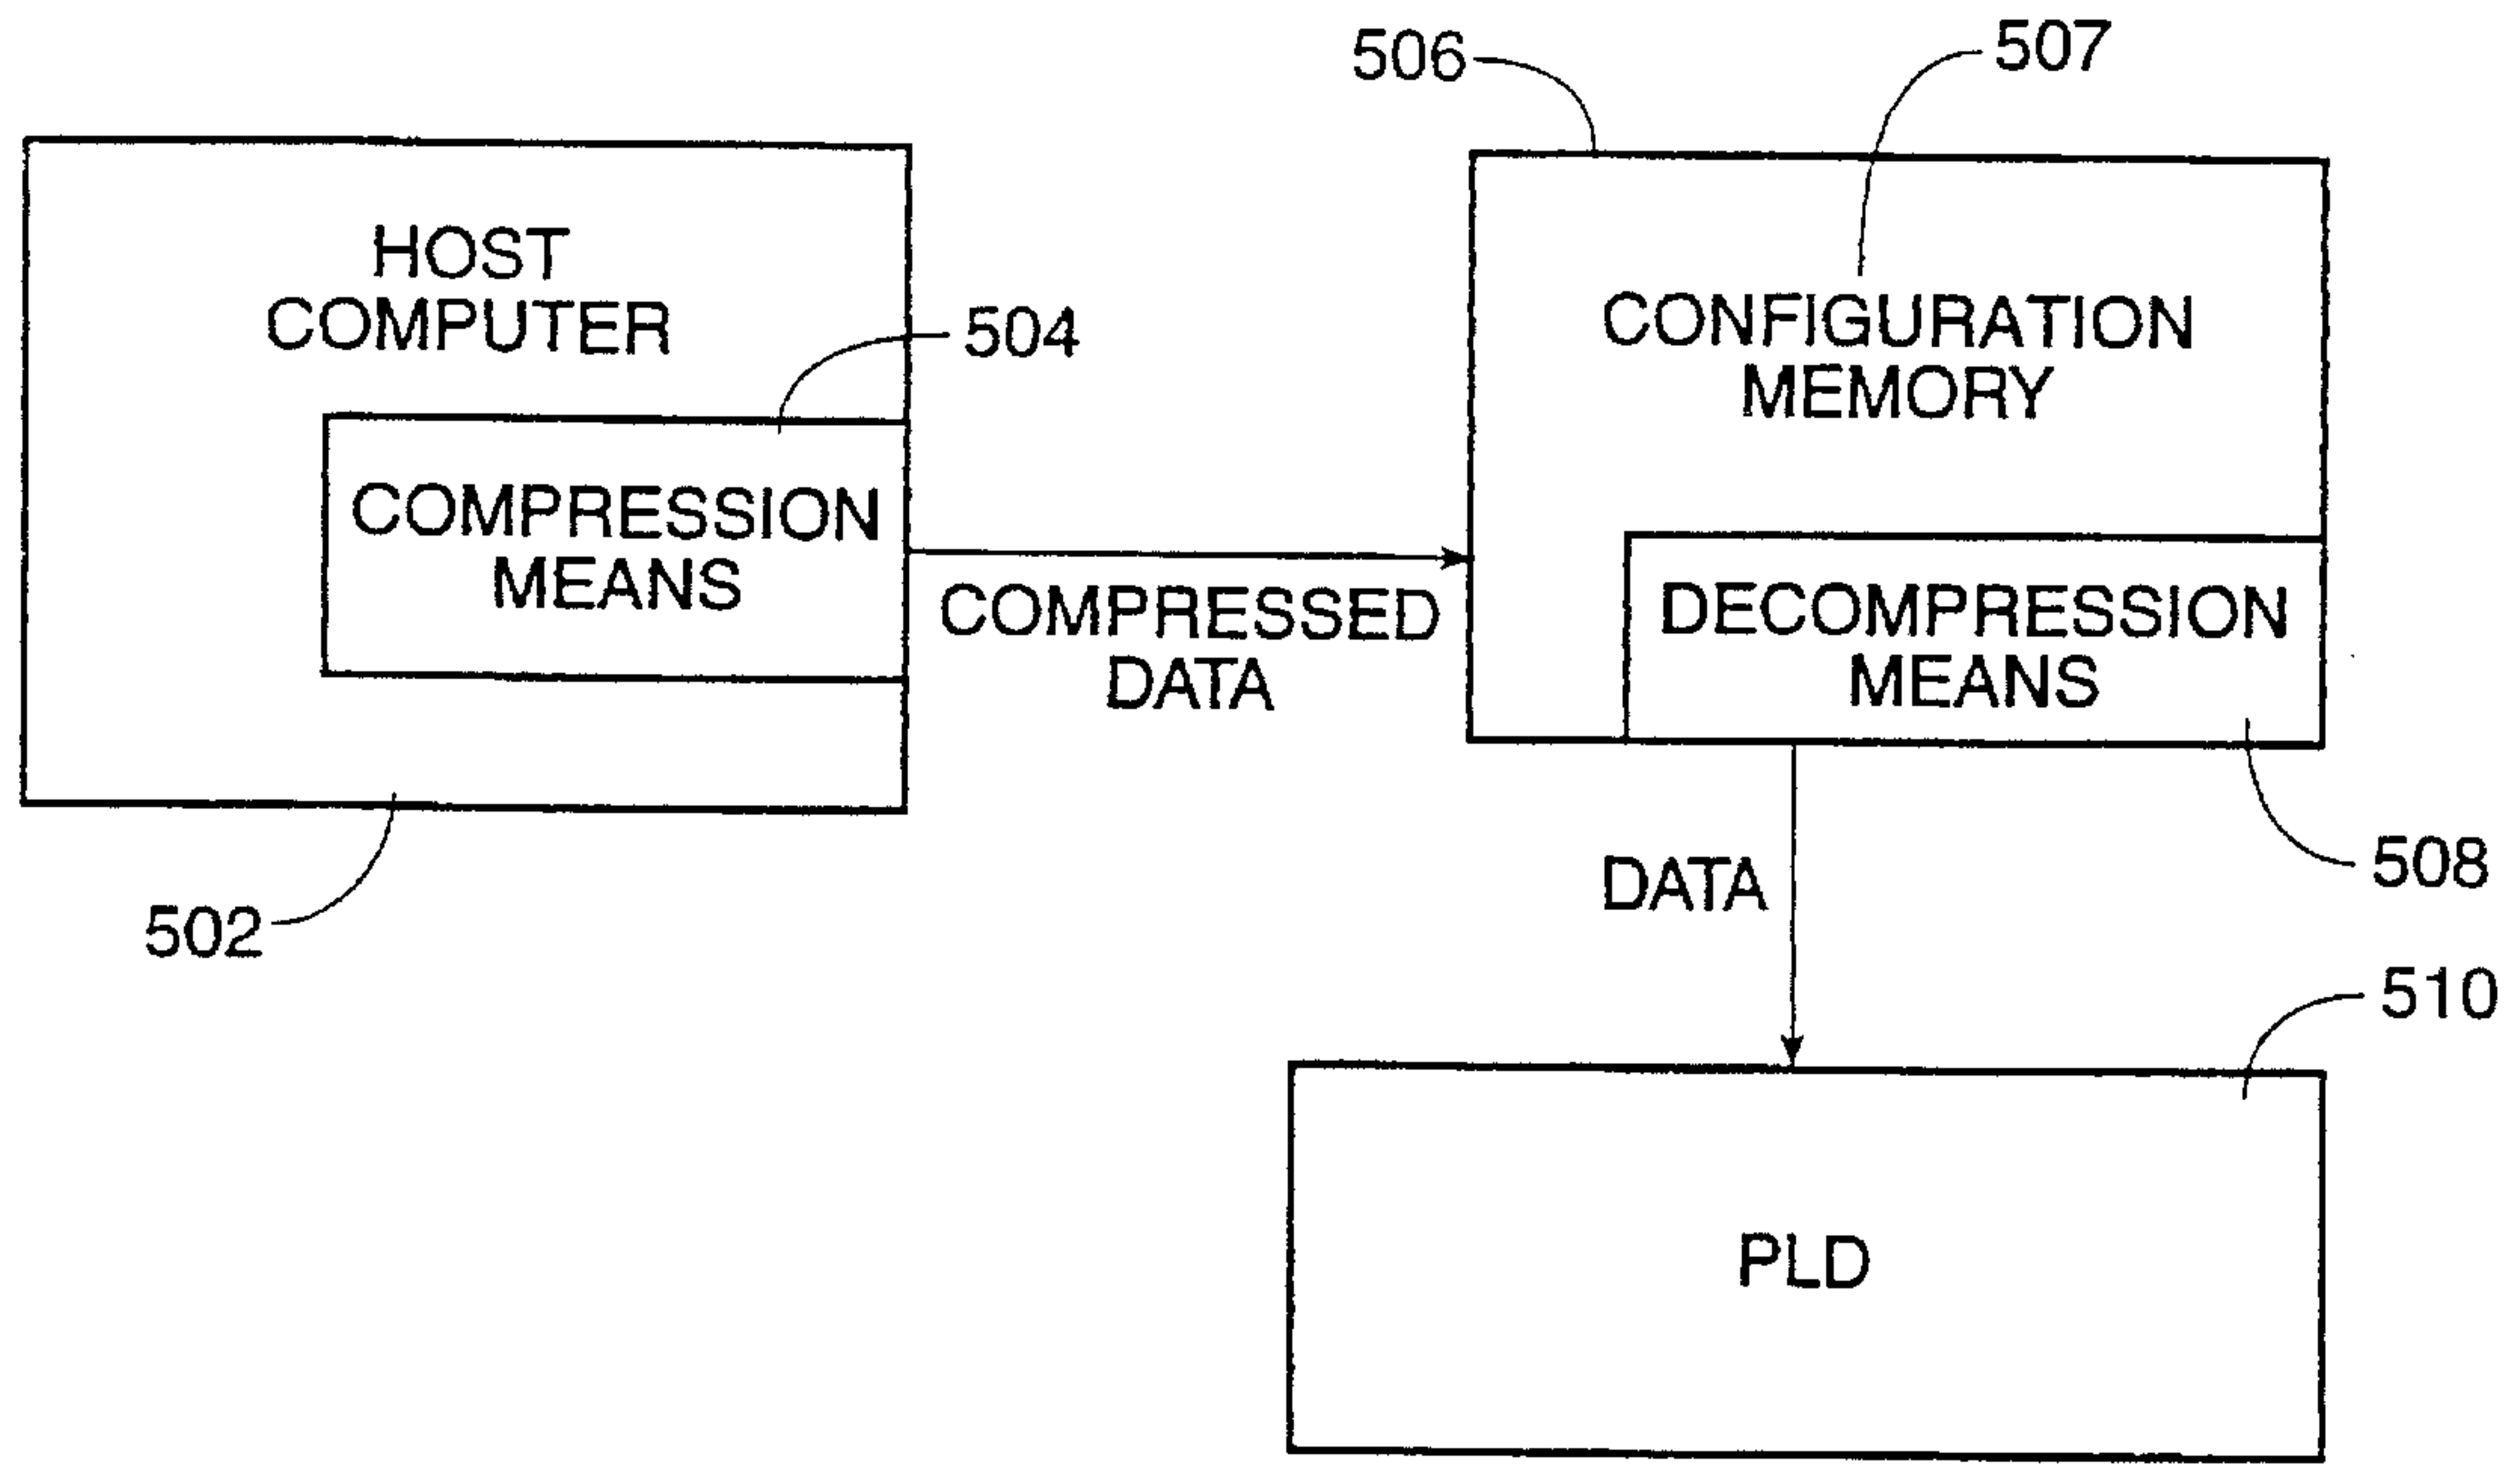 506
507
HOST
COMPUTER
504
CONFIGURATION
MEMORY
COMPRESSION
MEANS
COMPRESSED
DATA
DECOMPRESSION
MEANS
DATA
508
502
510
PLD